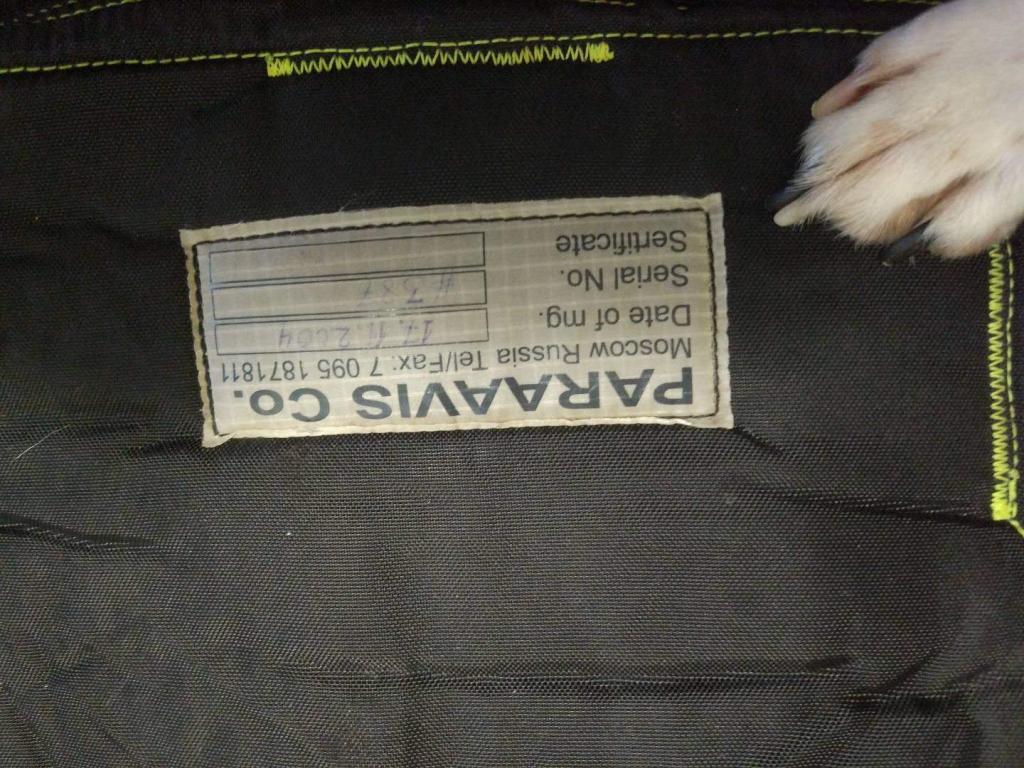 PARAAVIS Co.
Moscow Russia Tel/Fax: 7 095 1871811
Date of mg. 17.11.2004
Serial No.
Sertificate